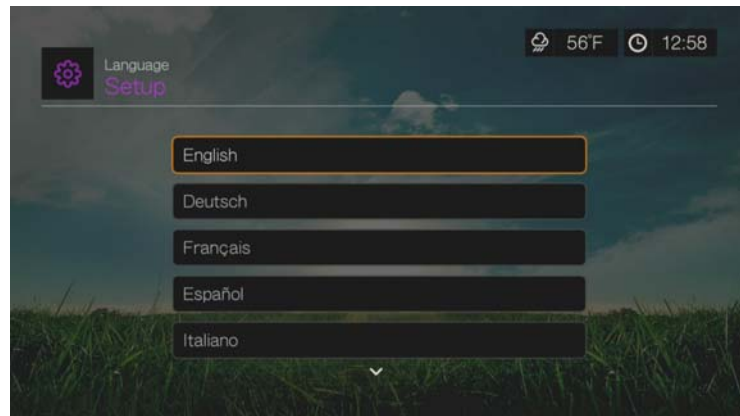 Language
Setup
56°F
12:58
English
Deutsch
Français
Español
Italiano